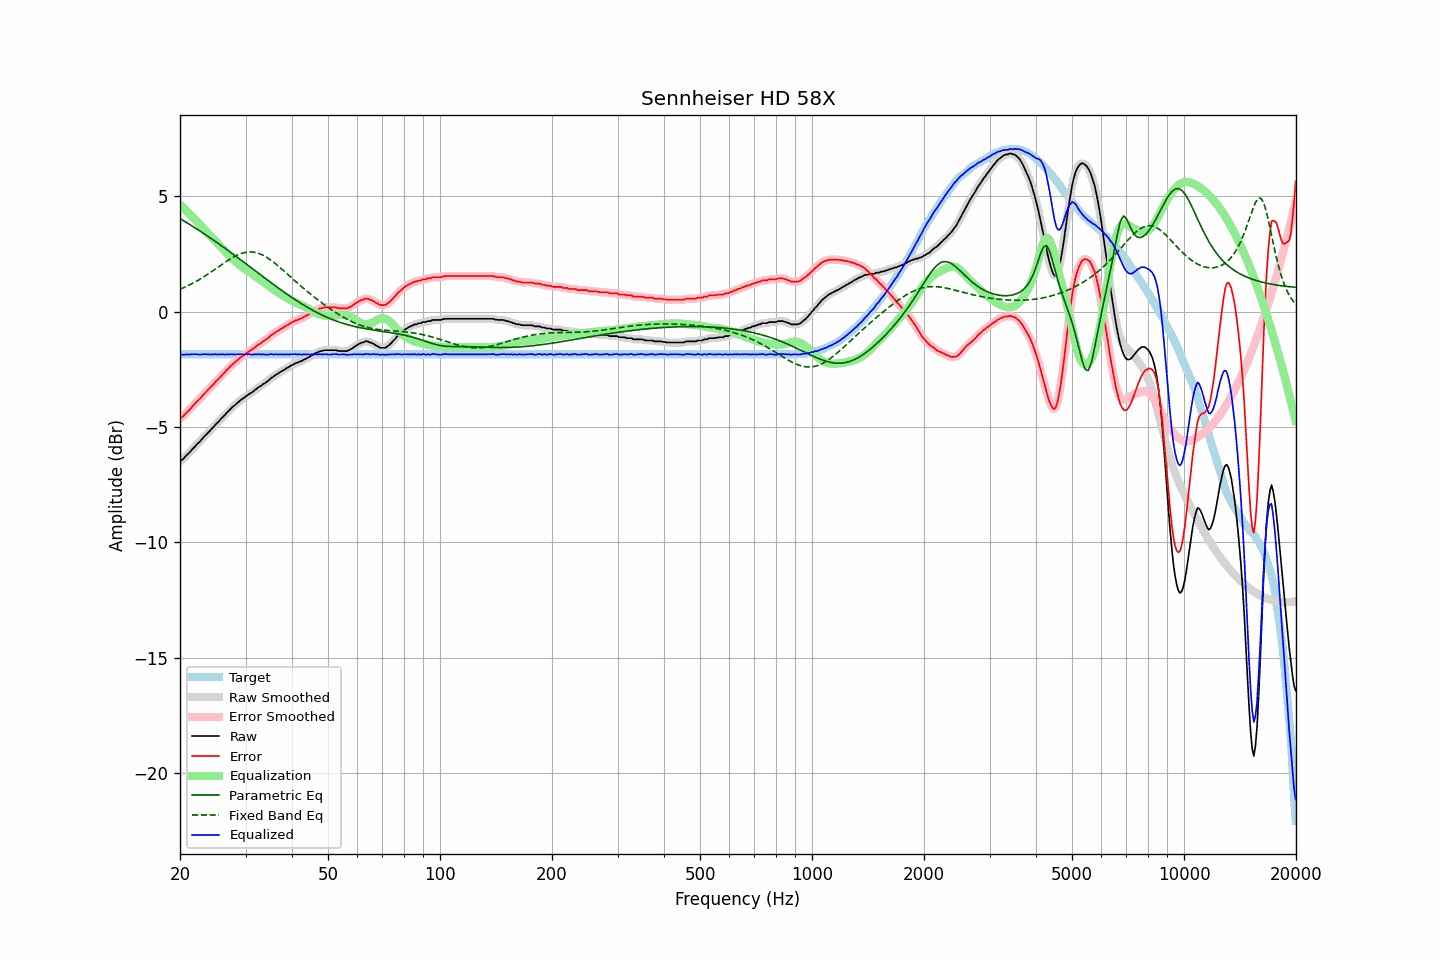 Sennheiser HD 58X
Amplitude (dBr)
5
0
−5
−10
−15
−20
Target
Raw Smoothed
Error Smoothed
Raw
Error
Equalization
Parametric Eq
Fixed Band Eq
Equalized
20 50 100 200 500 1000 2000 5000 10000 20000
Frequency (Hz)